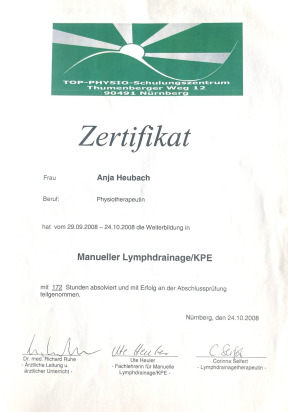 TOP-PHYSIO-Schulungszentrum
Thumenberger Weg 12
90491 Nürnberg
Zertifikat
Frau Anja Heubach
Beruf: Physiotherapeutin
hat vom 29.09.2008 – 24.10.2008 die Weiterbildung in
Manueller Lymphdrainage/KPE
mit 172 Stunden absolviert und mit Erfolg an der Abschlussprüfung
teilgenommen.
Nürnberg, den 24.10.2008
Ute Heuler
Dr. med. Richard Ruhe Ute Heuler Corinna Seifert
- Ärztliche Leitung u. - Fachlehrerin für Manuelle - Lymphdrainagetherapeutin -
ärztlicher Unterricht - Lymphdrainage/KPE -